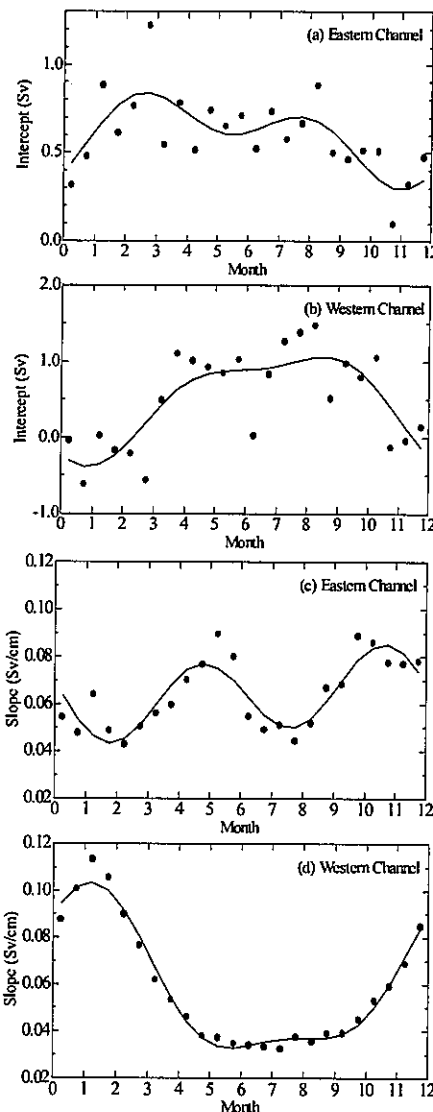 (a) Eastern Channel
Intercept (Sv)
1.0
0.5
0.0
0 1 2 3 4 5 6 7 8 9 10 11 12
Month
(b) Western Channel
Intercept (Sv)
2.0
1.0
0.0
-1.0
0 1 2 3 4 5 6 7 8 9 10 11 12
Month
(c) Eastern Channel
Slope (Sv/cm)
0.12
0.10
0.08
0.06
0.04
0.02
0 1 2 3 4 5 6 7 8 9 10 11 12
Month
(d) Western Channel
Slope (Sv/cm)
0.12
0.10
0.08
0.06
0.04
0.02
0 1 2 3 4 5 6 7 8 9 10 11 12
Month